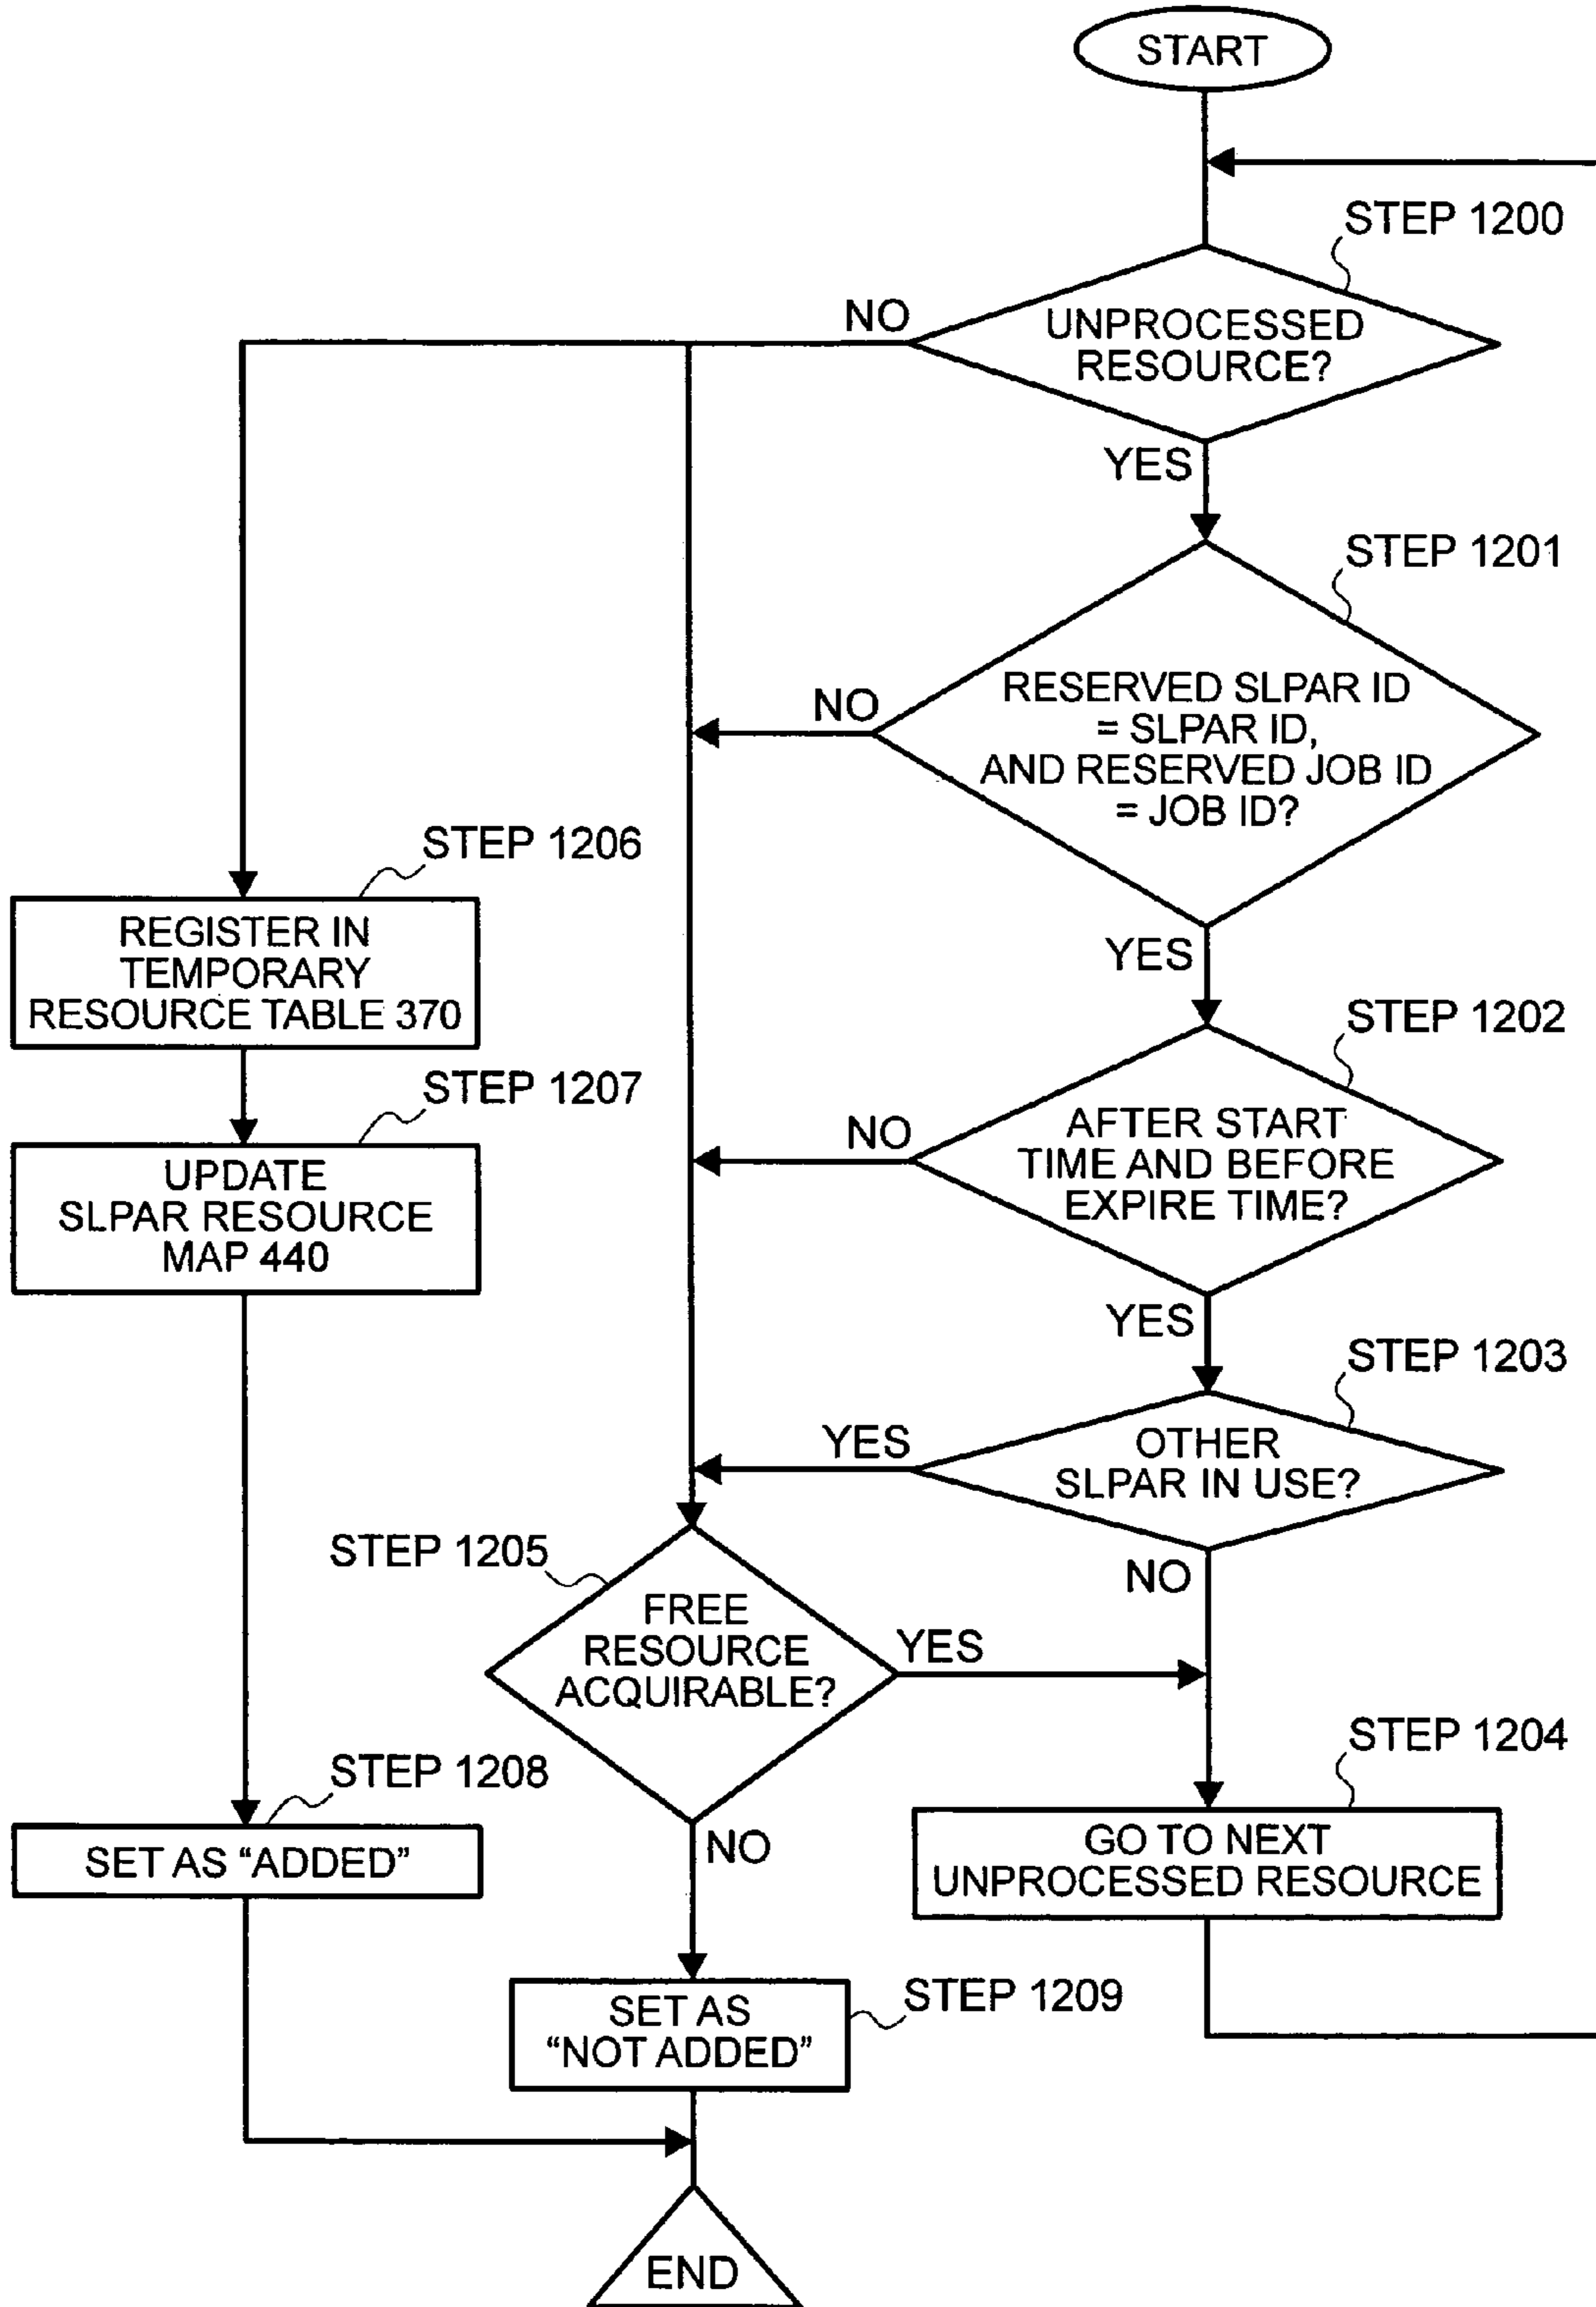 START
STEP 1200
NO
UNPROCESSED
RESOURCE?
YES
STEP 1201
NO
RESERVED SLPAR ID
= SLPAR ID,
AND RESERVED JOB ID
= JOB ID?
YES
STEP 1206
REGISTER IN
TEMPORARY
RESOURCE TABLE 370
STEP 1202
NO
AFTER START
TIME AND BEFORE
EXPIRE TIME?
YES
STEP 1207
UPDATE
SLPAR RESOURCE
MAP 440
STEP 1203
YES
OTHER
SLPAR IN USE?
NO
STEP 1205
FREE
RESOURCE
ACQUIRABLE?
YES
NO
STEP 1204
GO TO NEXT
UNPROCESSED RESOURCE
STEP 1208
SET AS “ADDED”
STEP 1209
SET AS
“NOT ADDED”
END